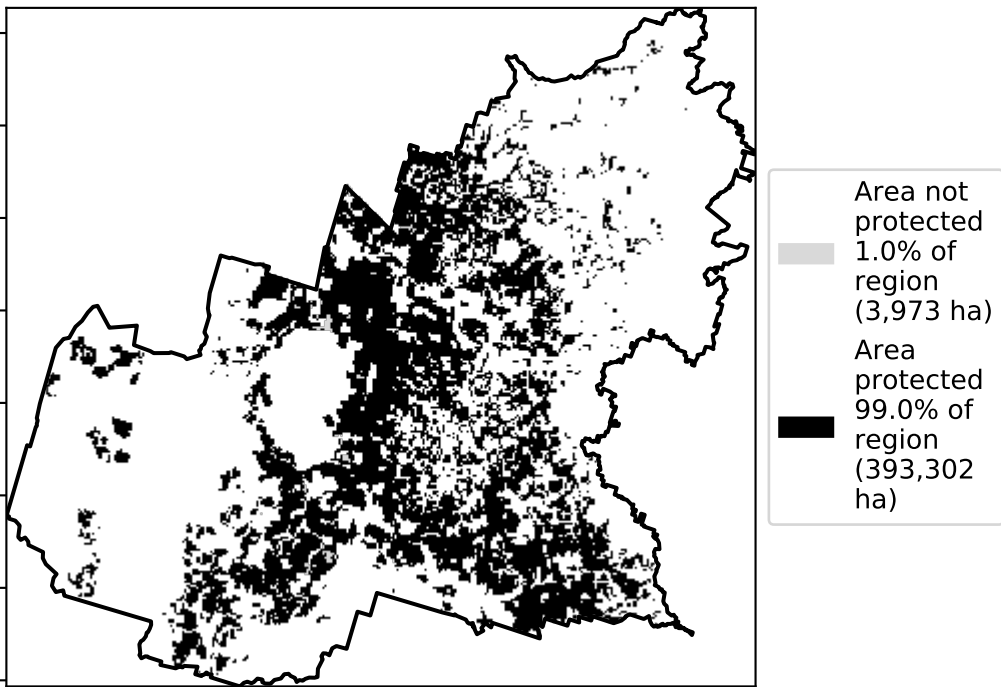 Area not
protected
1.0% of
region
(3,973 ha)
Area
protected
99.0% of
region
(393,302
ha)